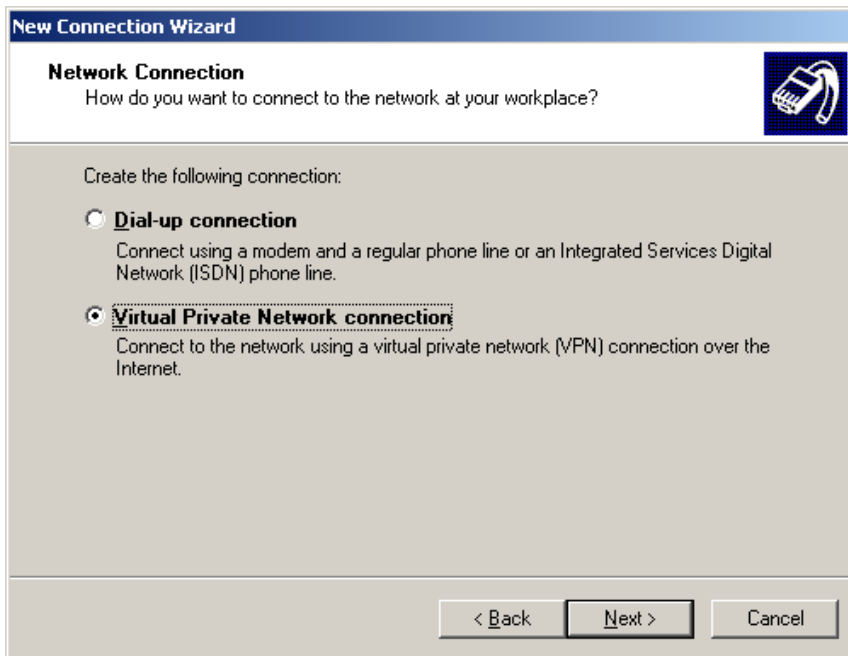 New Connection Wizard
Network Connection
How do you want to connect to the network at your workplace?
Create the following connection:
Dial-up connection
Connect using a modem and a regular phone line or an Integrated Services Digital
Network (ISDN) phone line.
Virtual Private Network connection
Connect to the network using a virtual private network (VPN) connection over the
Internet.
< Back Next > Cancel